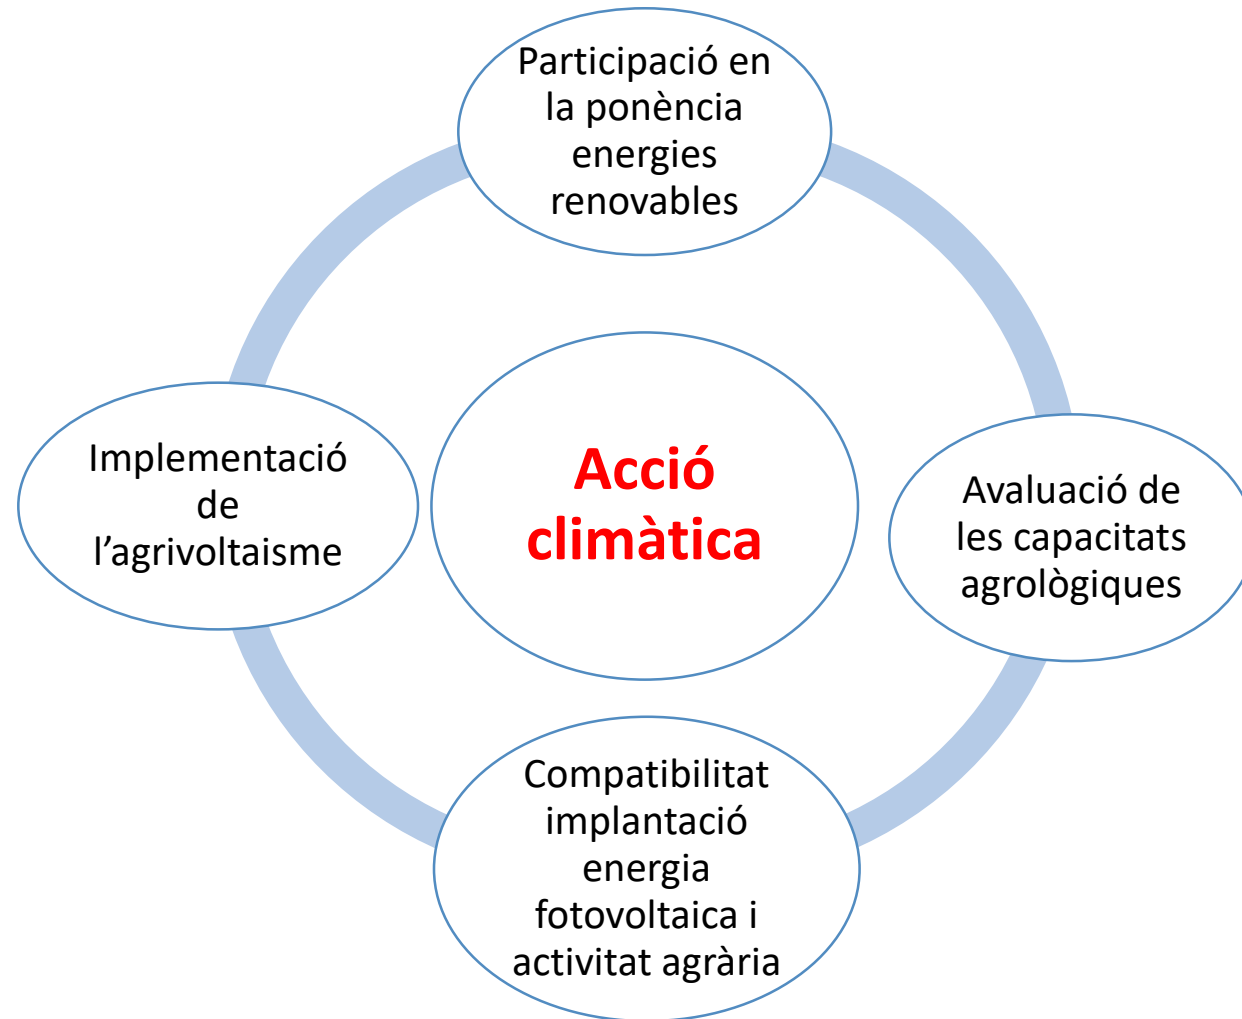 Participació en
la ponència
energies
renovables
Implementació
de
l’agrivoltaisme
Acció
climàtica
Avaluació de
les capacitats
agrològiques
Compatibilitat
implantació
energia
fotovoltaica i
activitat agrària